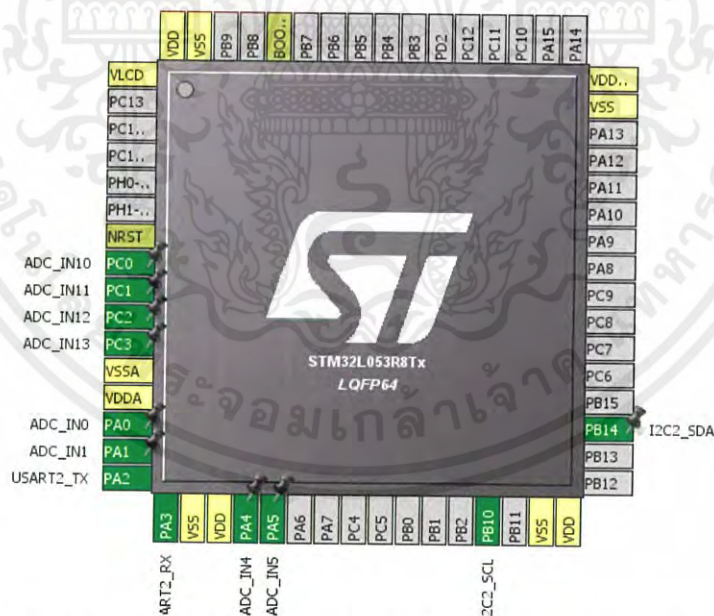 VDD
VSS
PB9
PB8
BOO..
PB7
PB6
PB5
PB4
PB3
PD2
PC12
PC11
PC10
PA15
PA14
VLCD
PC13
PC1..
PC1..
PH0-..
PH1-..
NRST
ADC_IN10 PC0
ADC_IN11 PC1
ADC_IN12 PC2
ADC_IN13 PC3
VSSA
VDDA
ADC_IN0 PA0
ADC_IN1 PA1
USART2_TX PA2
STM32L053R8Tx
LQFP64
VDD..
VSS
PA13
PA12
PA11
PA10
PA9
PA8
PC9
PC8
PC7
PC6
PB15
PB14 I2C2_SDA
PB13
PB12
PA3
VSS
VDD
PA4
PA5
PA6
PA7
PC4
PC5
PB0
PB1
PB2
PB10
PB11
VSS
VDD
ART2_RX
ADC_IN4
ADC_IN5
2C2_SCL